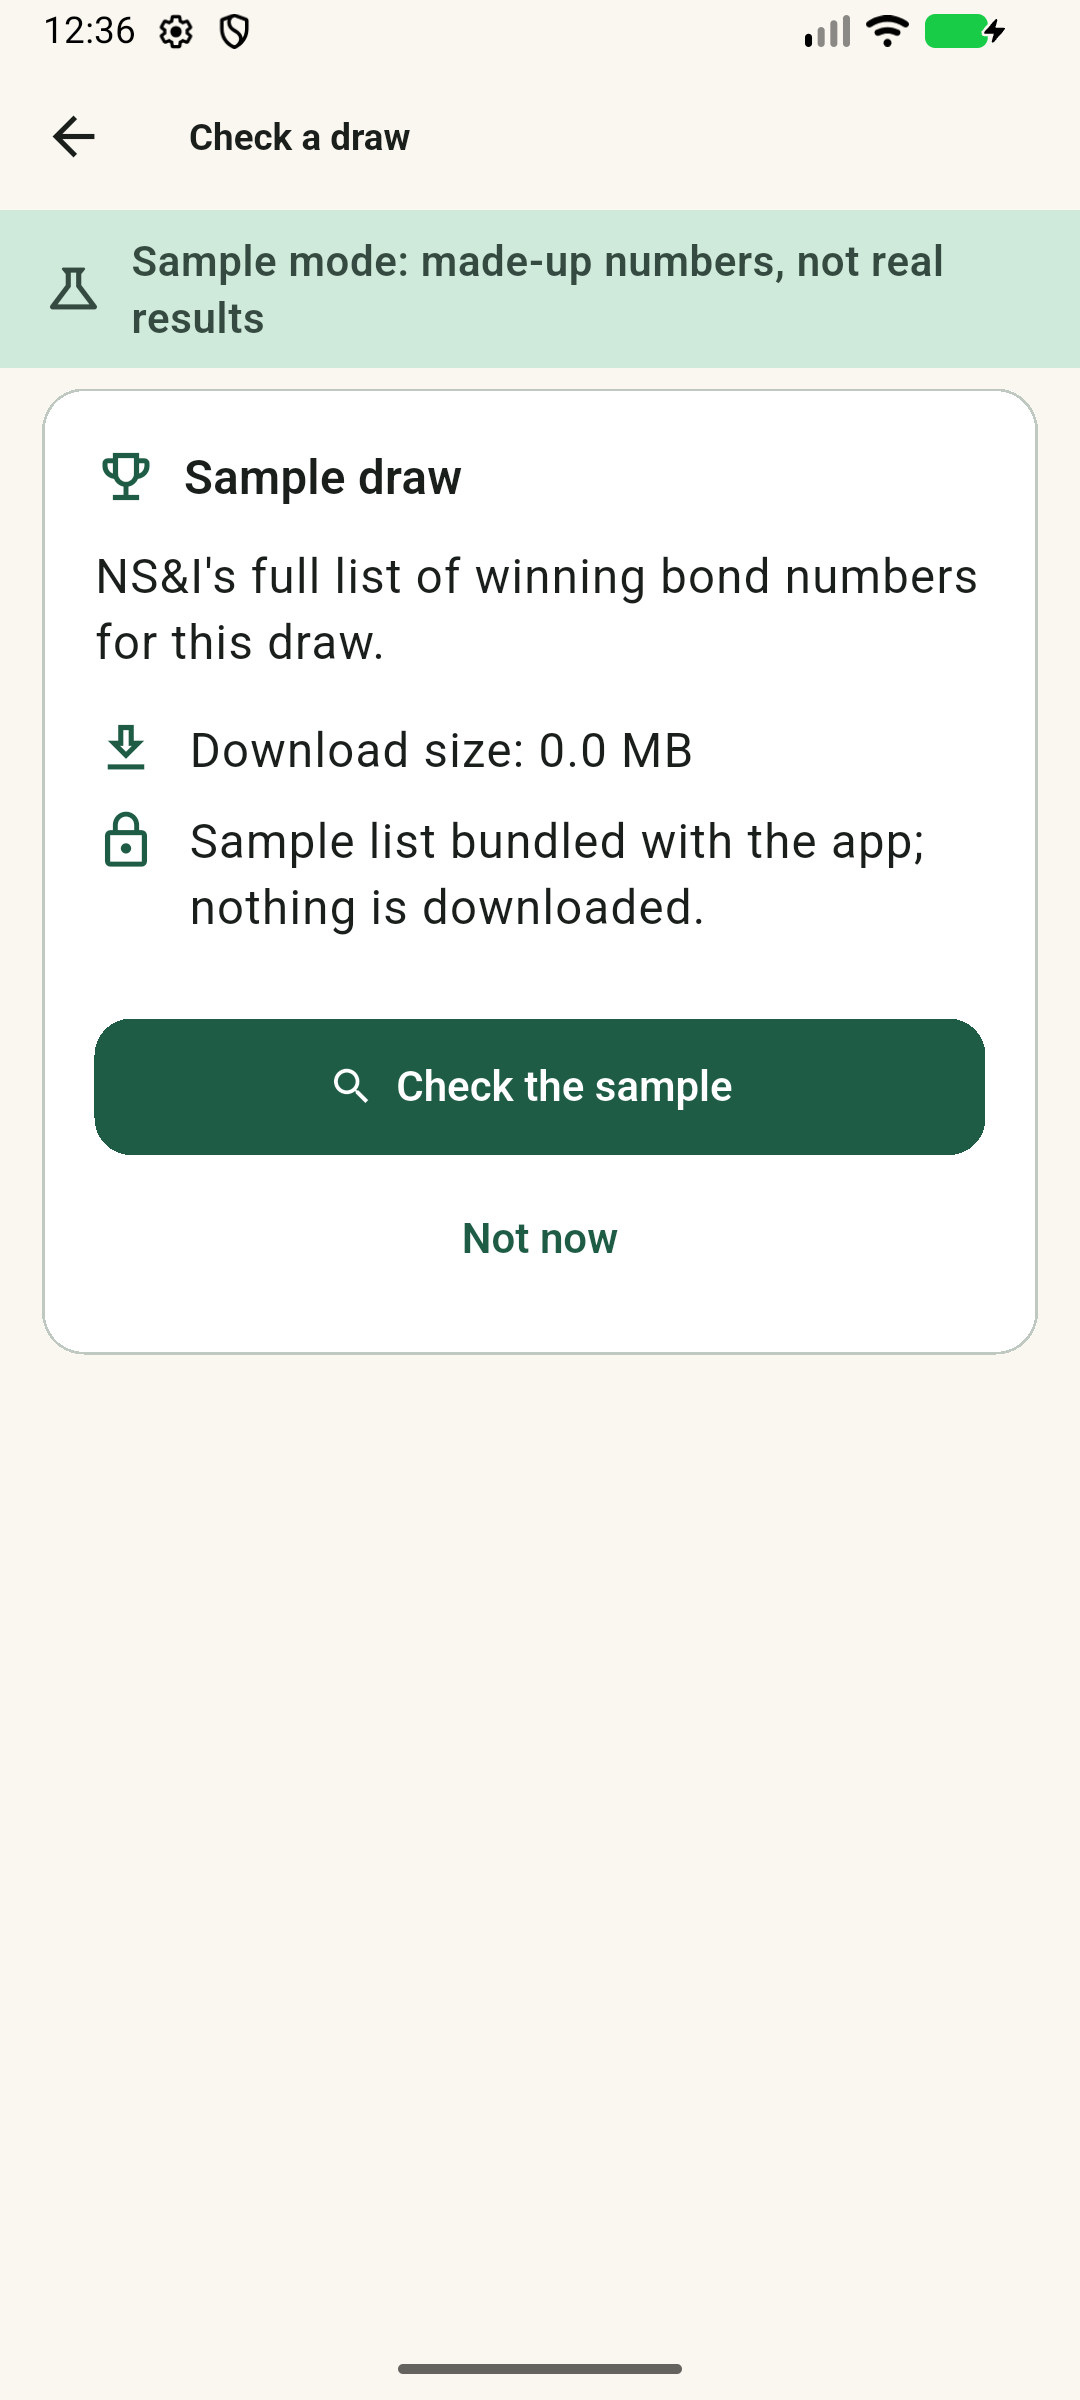 12:36
Check a draw
Sample mode: made-up numbers, not real
results
Sample draw
NS&I's full list of winning bond numbers
for this draw.
Download size: 0.0 MB
Sample list bundled with the app;
nothing is downloaded.
Check the sample
Not now